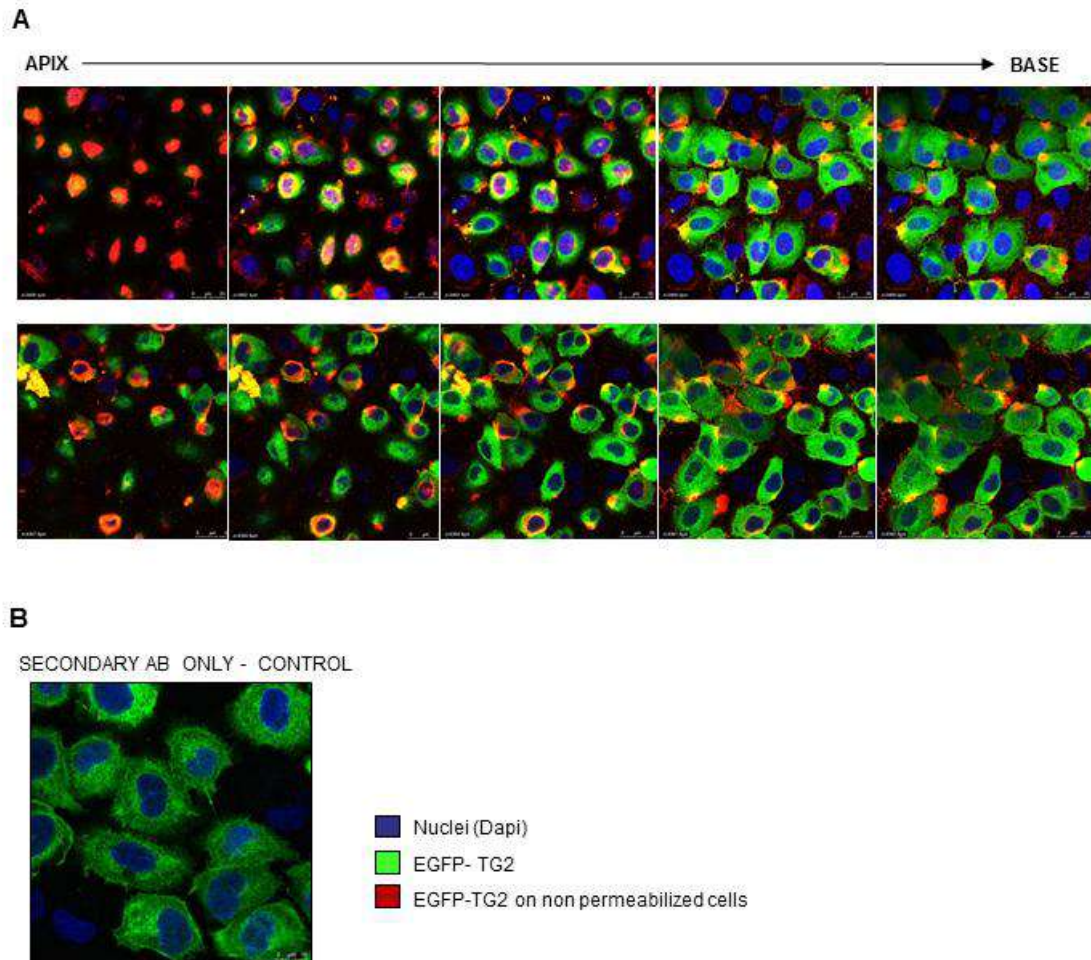 A
APIX BASE
B
SECONDARY AB ONLY - CONTROL
Nuclei (Dapi)
EGFP- TG2
EGFP-TG2 on non permeabilized cells